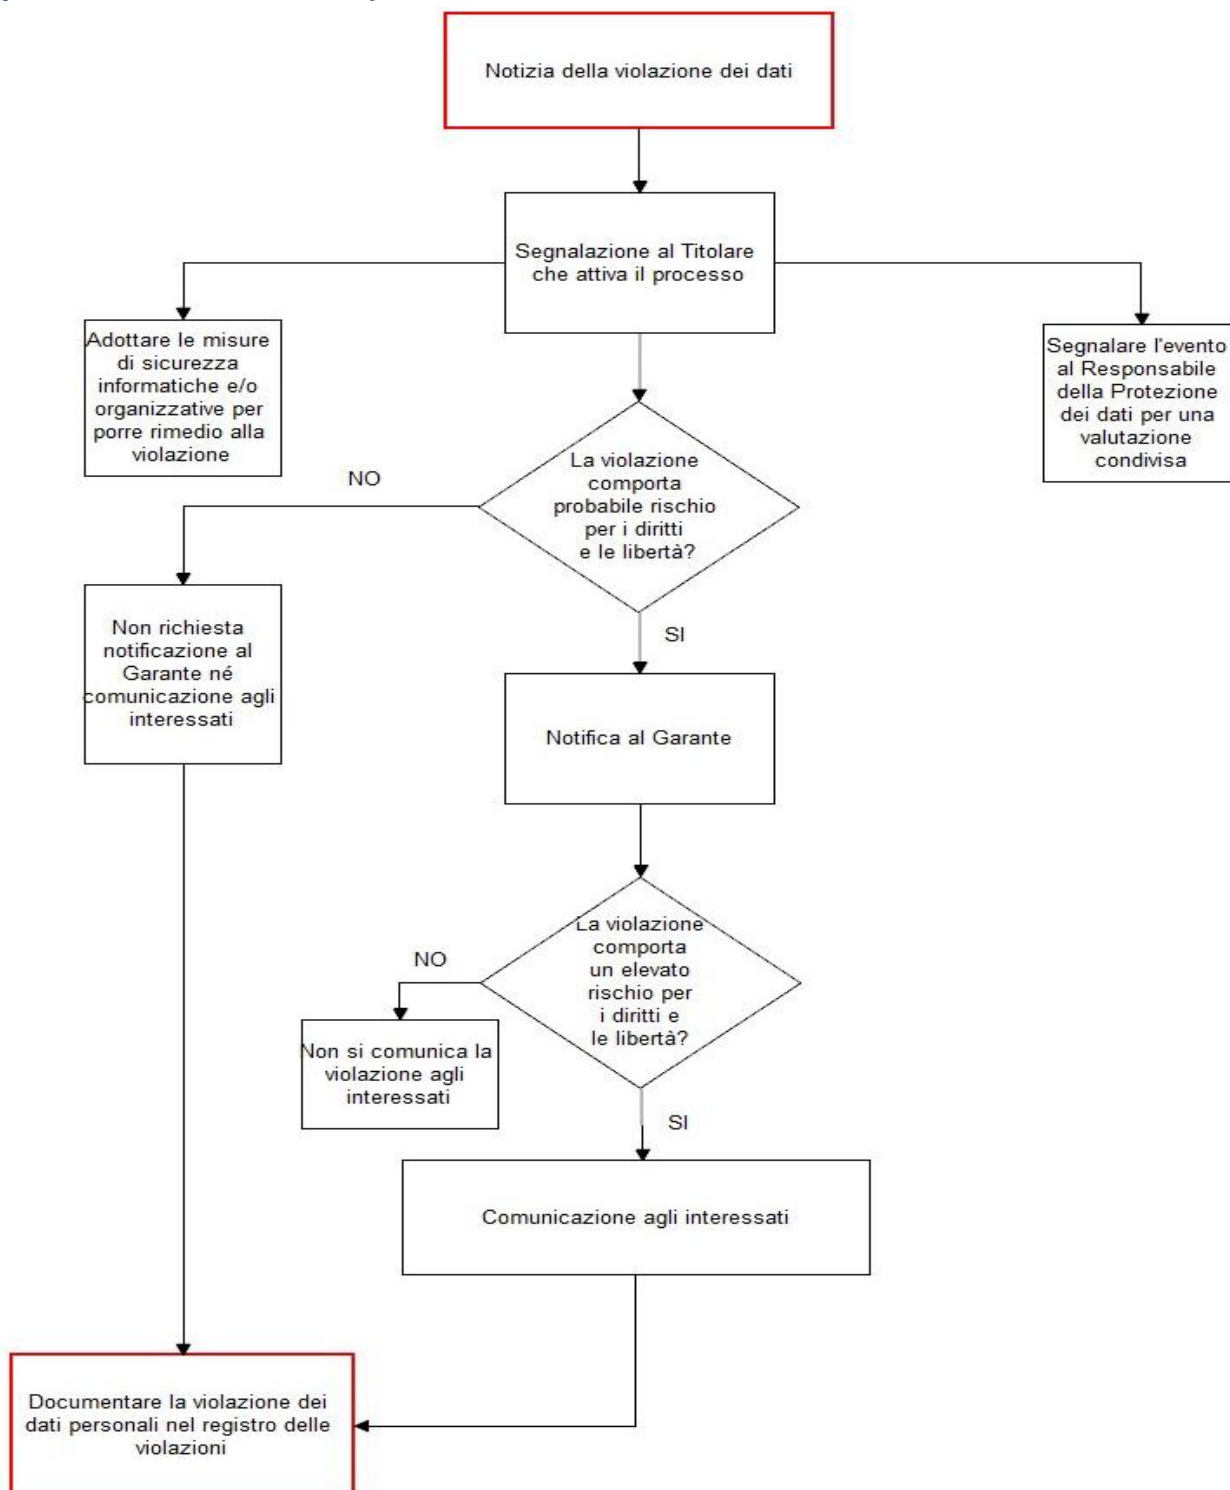 Notizia della violazione dei dati
Segnalazione al Titolare
che attiva il processo
Adottare le misure
di sicurezza
informatiche e/o
organizzative per
porre rimedio alla
violazione
Segnalare l'evento
al Responsabile
della Protezione
dei dati per una
valutazione
condivisa
La violazione
comporta
probabile rischio
per i diritti
e le libertà?
NO
SI
Non richiesta
notificazione al
Garante né
comunicazione agli
interessati
Notifica al Garante
La violazione
comporta
un elevato
rischio per
i diritti e
le libertà?
NO
Non si comunica la
violazione agli
interessati
SI
Comunicazione agli interessati
Documentare la violazione dei
dati personali nel registro delle
violazioni